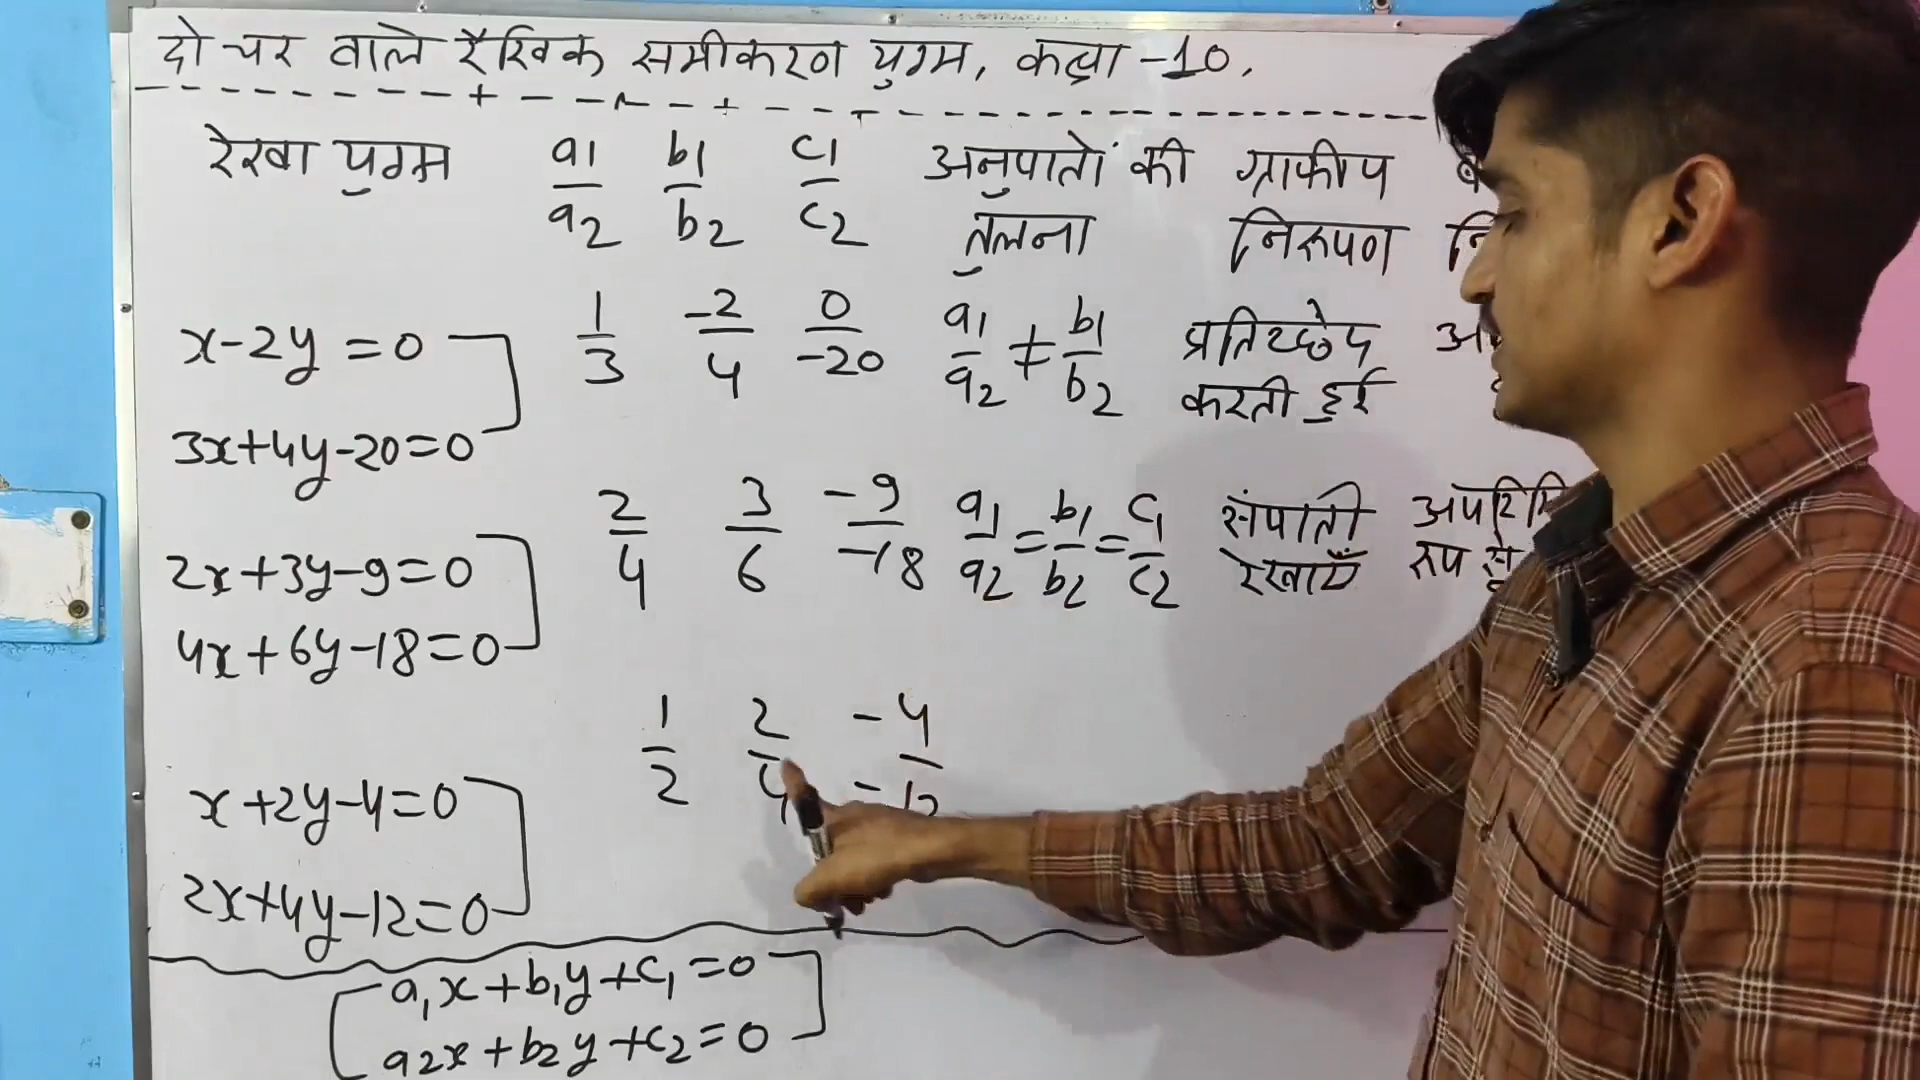 दो चर वाले रैखिक समीकरण युग्म, कक्षा -10.
रेखा युग्म a1/a2 b1/b2 c1/c2 अनुपातों की तुलना ग्राफीय निरूपण
x-2y=0
3x+4y-20=0
1/3 -2/4 0/-20 a1/a2≠b1/b2 प्रतिच्छेद करती हुई
2x+3y-9=0
4x+6y-18=0
2/4 3/6 -9/-18 a1/a2=b1/b2=c1/c2 संपाती रेखाएँ
रूप से
x+2y-4=0
2x+4y-12=0
1/2 2/4 -4/-12
a1x+b1y+c1=0
a2x+b2y+c2=0